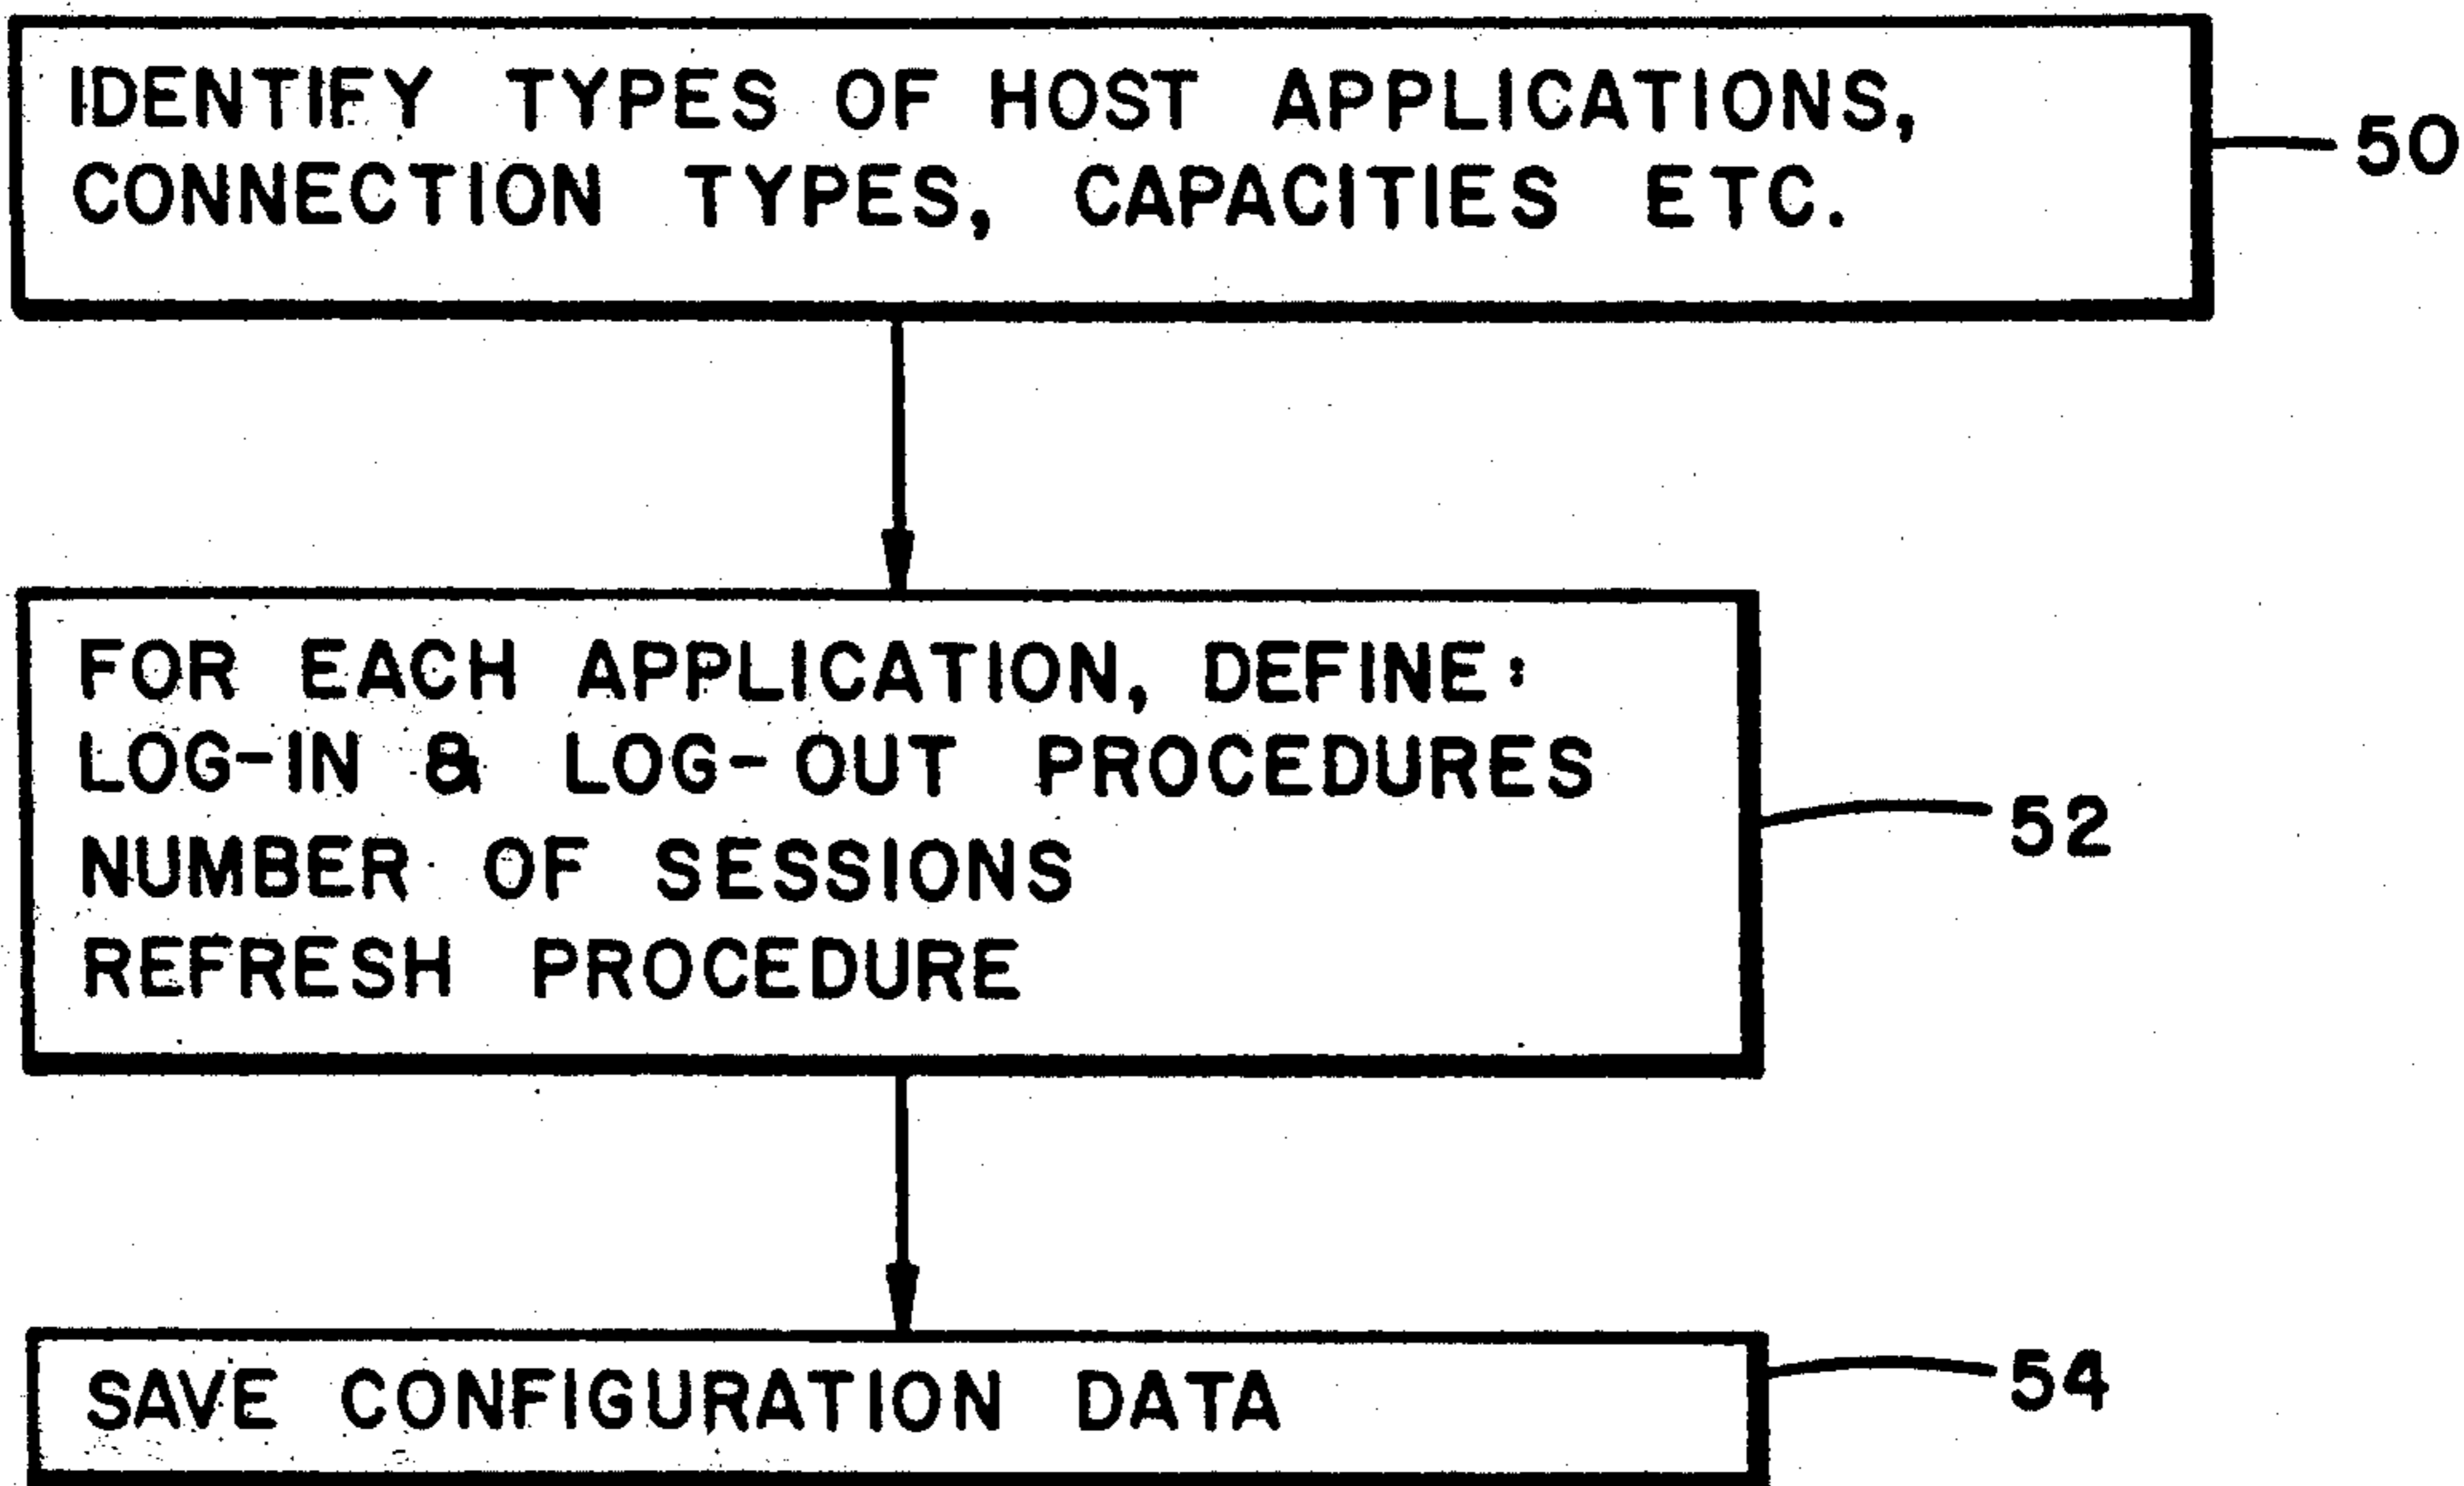 IDENTIFY TYPES OF HOST APPLICATIONS,
CONNECTION TYPES, CAPACITIES ETC.
50
FOR EACH APPLICATION, DEFINE:
LOG-IN & LOG-OUT PROCEDURES
NUMBER OF SESSIONS
REFRESH PROCEDURE
52
SAVE CONFIGURATION DATA
54